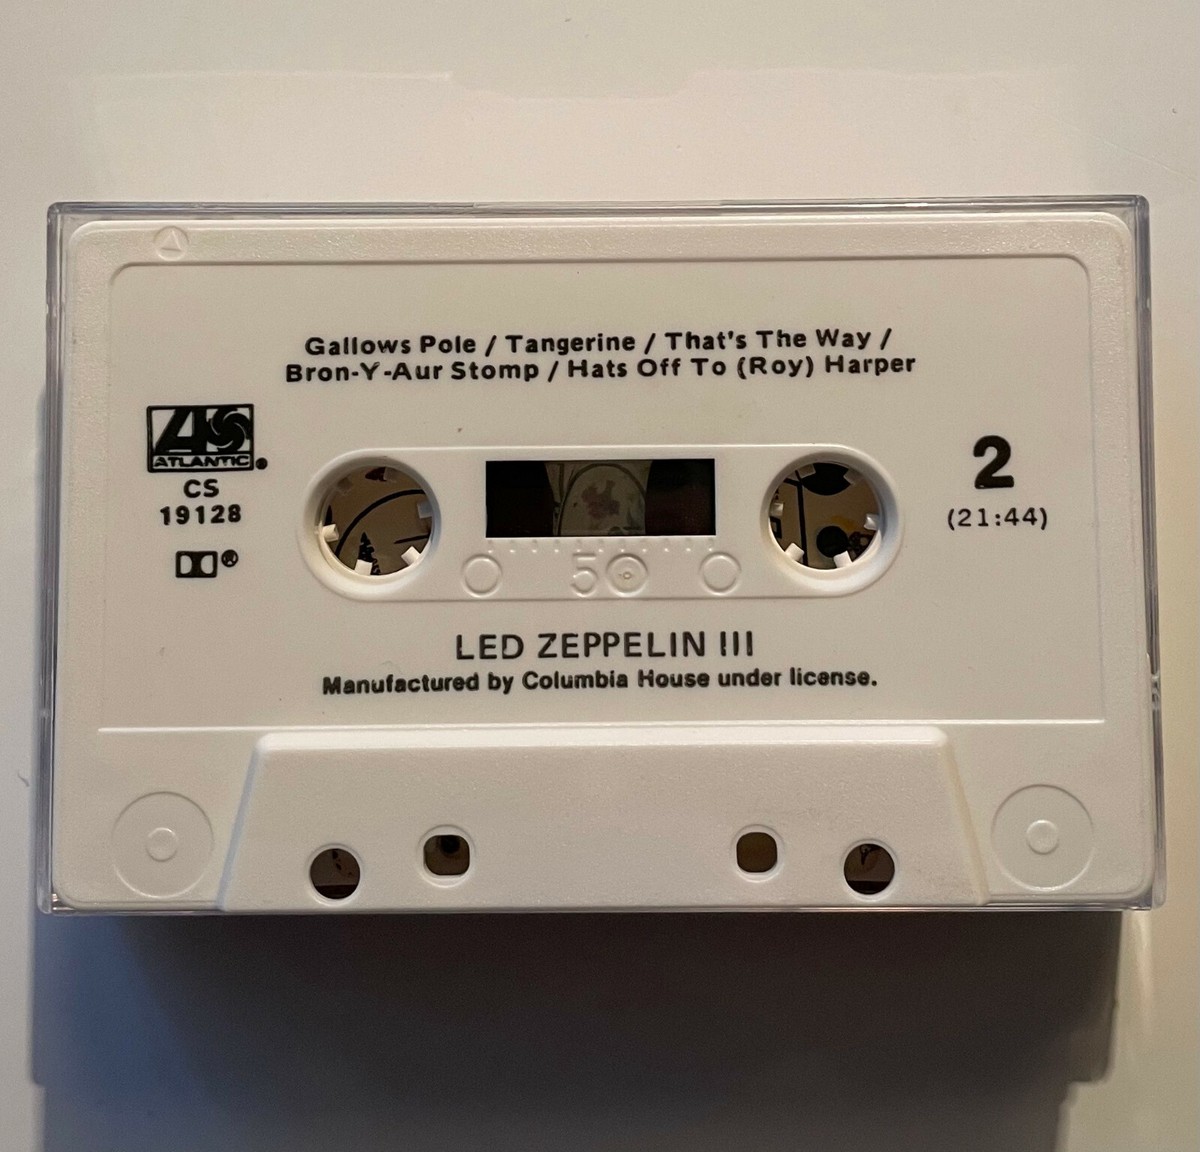 Gallows Pole / Tangerine / That's The Way /
Bron-Y-Aur Stomp / Hats Off To (Roy) Harper
ATLANTIC®
CS
19128
®
2
(21:44)
50
LED ZEPPELIN III
Manufactured by Columbia House under license.